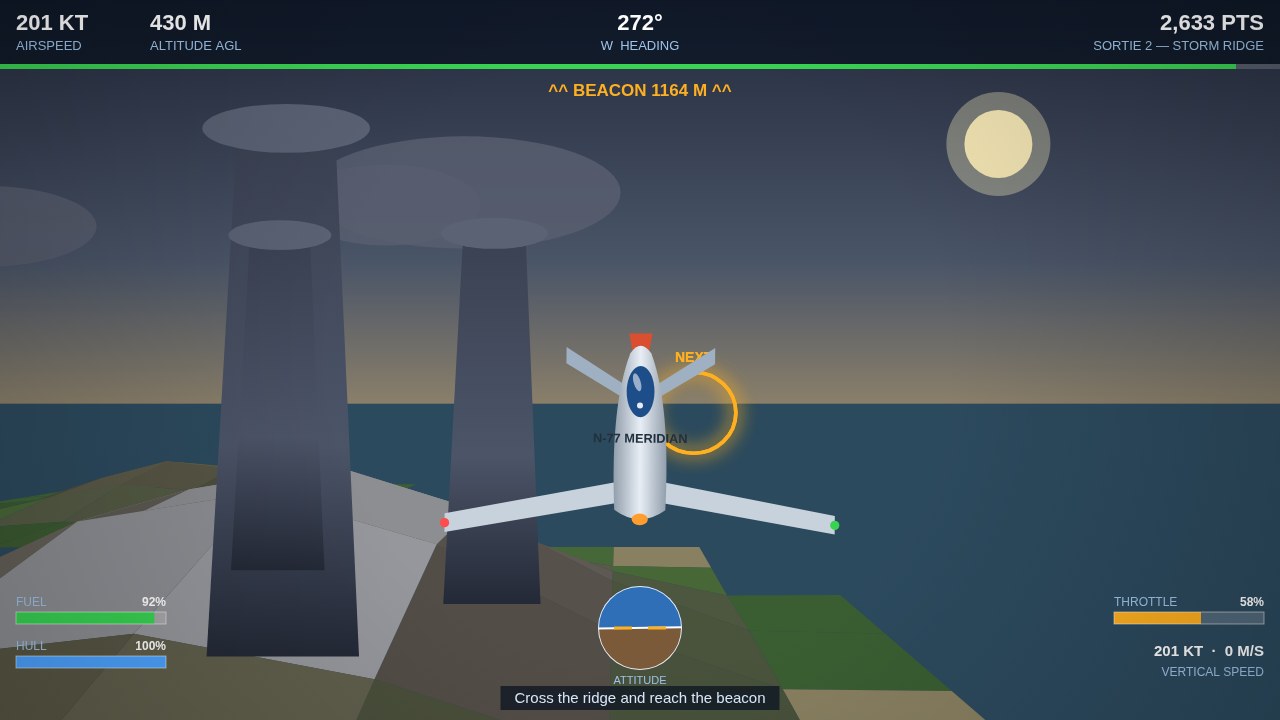 201 KT
AIRSPEED
430 M
ALTITUDE AGL
272°
W HEADING
2,633 PTS
SORTIE 2 — STORM RIDGE
^^ BEACON 1164 M ^^
NEXT
N-77 MERIDIAN
FUEL 92%
HULL 100%
THROTTLE 58%
201 KT · 0 M/S
VERTICAL SPEED
ATTITUDE
Cross the ridge and reach the beacon